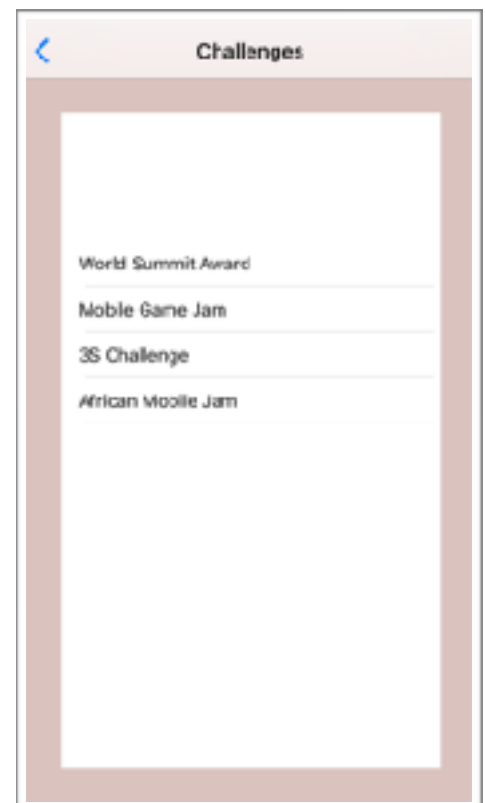 Challenges
World Summit Award
Mobile Game Jam
3S Challenge
African Mobile Jam